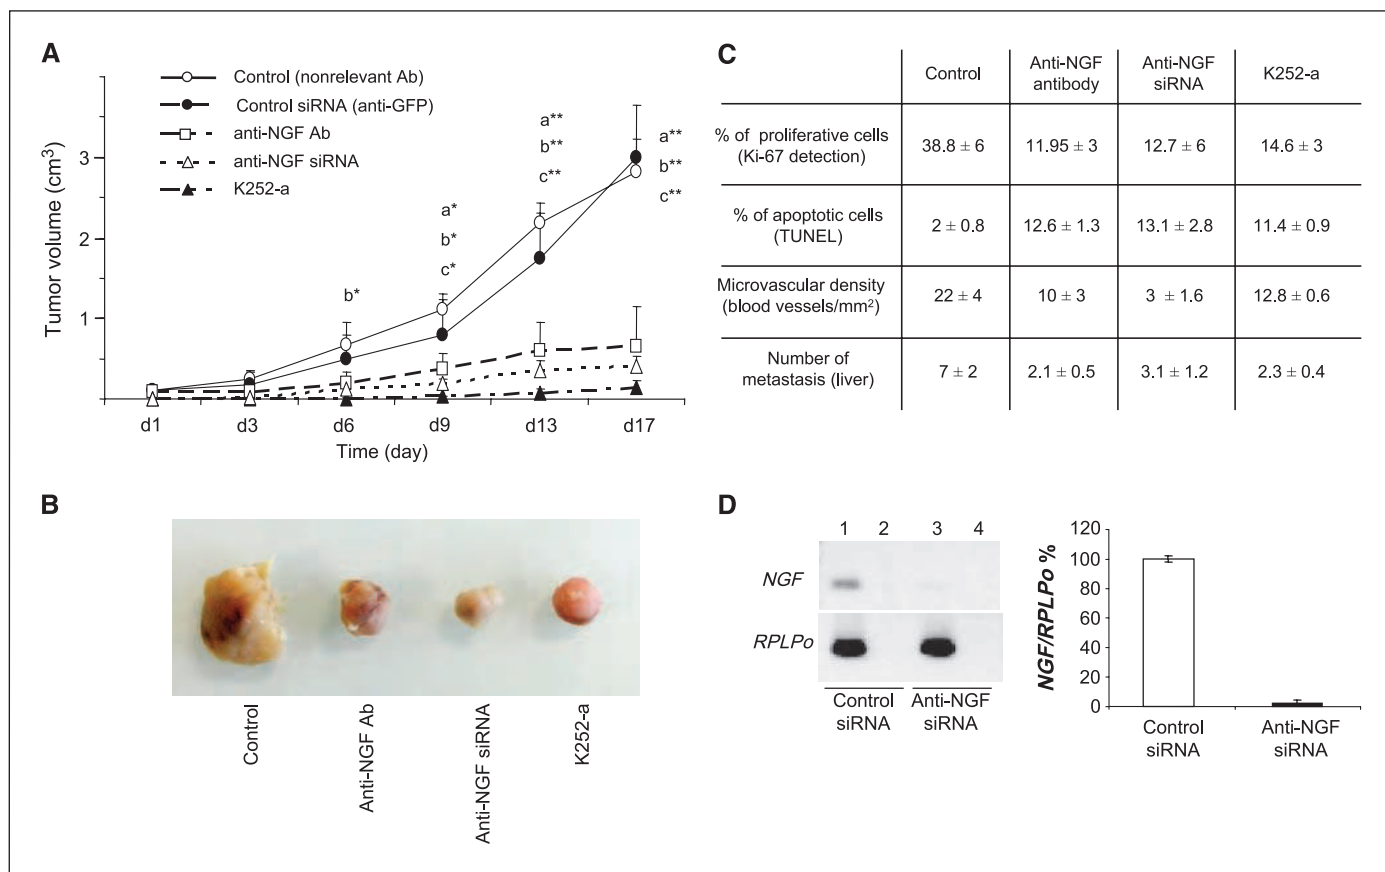 A
Control (nonrelevant Ab)
Control siRNA (anti-GFP)
anti-NGF Ab
anti-NGF siRNA
K252-a
Tumor volume (cm³)
3
2
1
b*
a*
b*
c*
a**
b**
c**
a**
b**
c**
d1 d3 d6 d9 d13 d17
Time (day)
B
Control
Anti-NGF Ab
Anti-NGF siRNA
K252-a
C
Control
Anti-NGF
antibody
Anti-NGF
siRNA
K252-a
% of proliferative cells
(Ki-67 detection)
38.8 ± 6
11.95 ± 3
12.7 ± 6
14.6 ± 3
% of apoptotic cells
(TUNEL)
2 ± 0.8
12.6 ± 1.3
13.1 ± 2.8
11.4 ± 0.9
Microvascular density
(blood vessels/mm²)
22 ± 4
10 ± 3
3 ± 1.6
12.8 ± 0.6
Number of
metastasis (liver)
7 ± 2
2.1 ± 0.5
3.1 ± 1.2
2.3 ± 0.4
D
1 2 3 4
NGF
RPLPo
Control
siRNA
Anti-NGF
siRNA
NGF/RPLPo %
120
100
80
60
40
20
0
Control
siRNA
Anti-NGF
siRNA